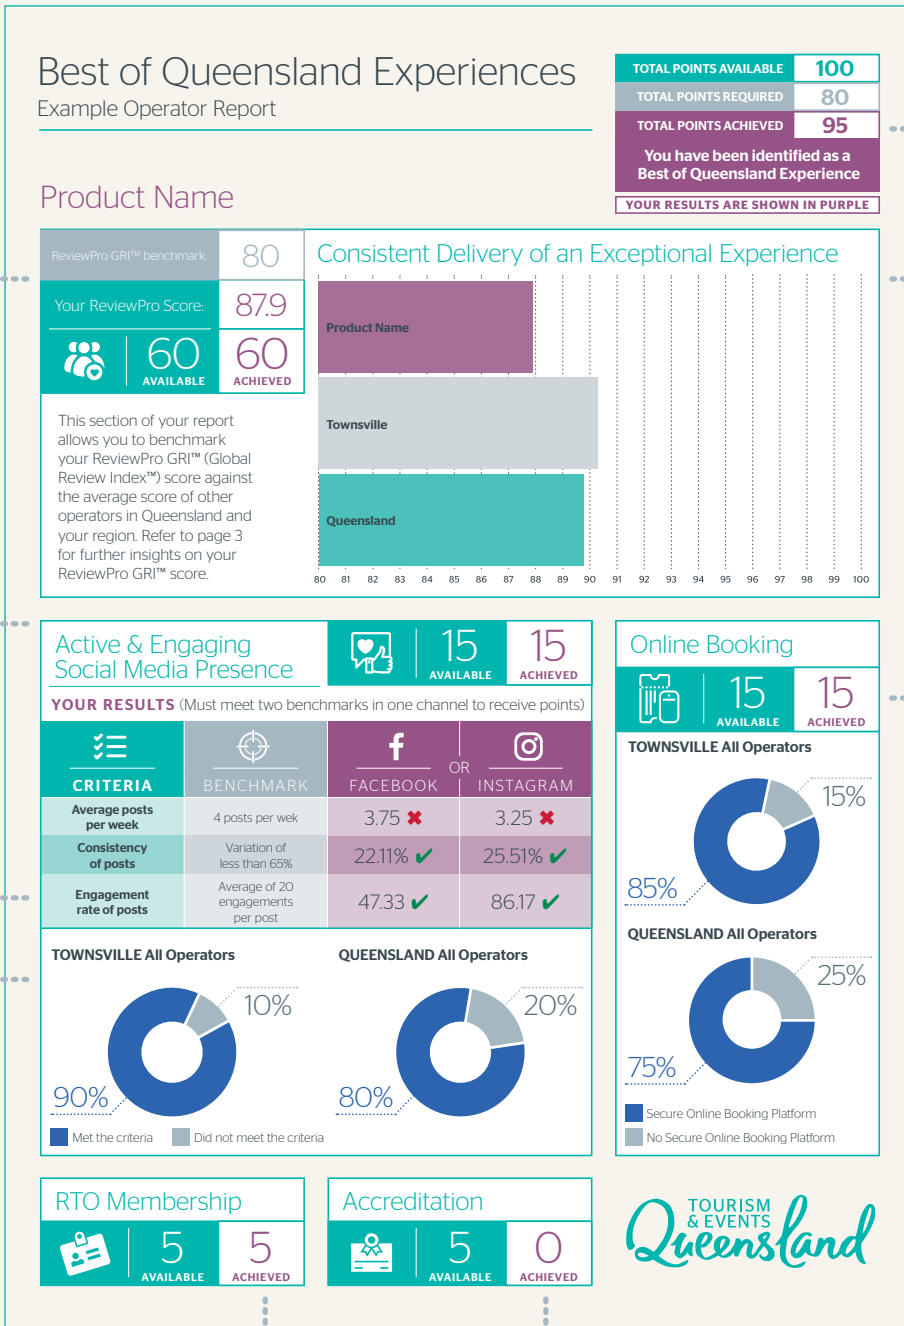 Best of Queensland Experiences
Example Operator Report
TOTAL POINTS AVAILABLE 100
TOTAL POINTS REQUIRED 80
TOTAL POINTS ACHIEVED 95
You have been identified as a
Best of Queensland Experience
YOUR RESULTS ARE SHOWN IN PURPLE
Product Name
ReviewPro GRI™ benchmark: 80
Your ReviewPro Score: 87.9
60 60
AVAILABLE ACHIEVED
This section of your report
allows you to benchmark
your ReviewPro GRI™ (Global
Review Index™) score against
the average score of other
operators in Queensland and
your region. Refer to page 3
for further insights on your
ReviewPro GRI™ score.
Consistent Delivery of an Exceptional Experience
Product Name
Townsville
Queensland
80 81 82 83 84 85 86 87 88 89 90 91 92 93 94 95 96 97 98 99 100
Active & Engaging
Social Media Presence
15 15
AVAILABLE ACHIEVED
YOUR RESULTS (Must meet two benchmarks in one channel to receive points)
OR
CRITERIA BENCHMARK FACEBOOK INSTAGRAM
Average posts
per week
4 posts per wek
3.75 ✖
3.25 ✖
Consistency
of posts
Variation of
less than 65%
22.11% ✔
25.51% ✔
Engagement
rate of posts
Average of 20
engagements
per post
47.33 ✔
86.17 ✔
TOWNSVILLE All Operators
10%
90%
QUEENSLAND All Operators
20%
80%
Met the criteria Did not meet the criteria
Online Booking
15 15
AVAILABLE ACHIEVED
TOWNSVILLE All Operators
15%
85%
QUEENSLAND All Operators
25%
75%
Secure Online Booking Platform
No Secure Online Booking Platform
RTO Membership
5 5
AVAILABLE ACHIEVED
Accreditation
5 0
AVAILABLE ACHIEVED
TOURISM
& EVENTS
Queensland